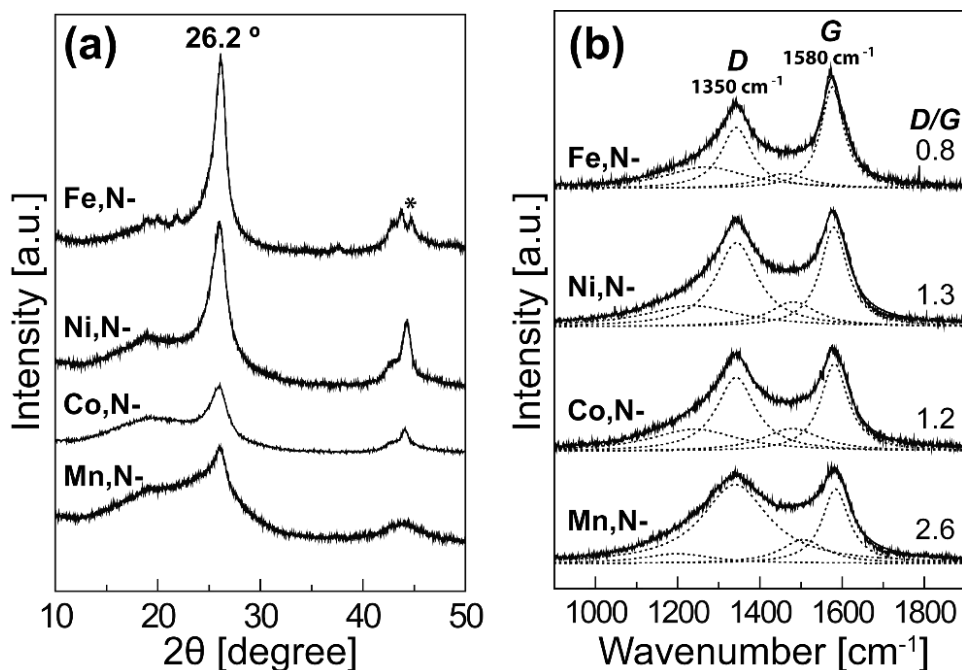 (a)
26.2 º
Fe,N-
*
Ni,N-
Co,N-
Mn,N-
Intensity [a.u.]
10 20 30 40 50
2θ [degree]
(b)
D
1350 cm⁻¹
G
1580 cm⁻¹
D/G
Fe,N- 0.8
Ni,N- 1.3
Co,N- 1.2
Mn,N- 2.6
Intensity [a.u.]
1000 1200 1400 1600 1800
Wavenumber [cm⁻¹]